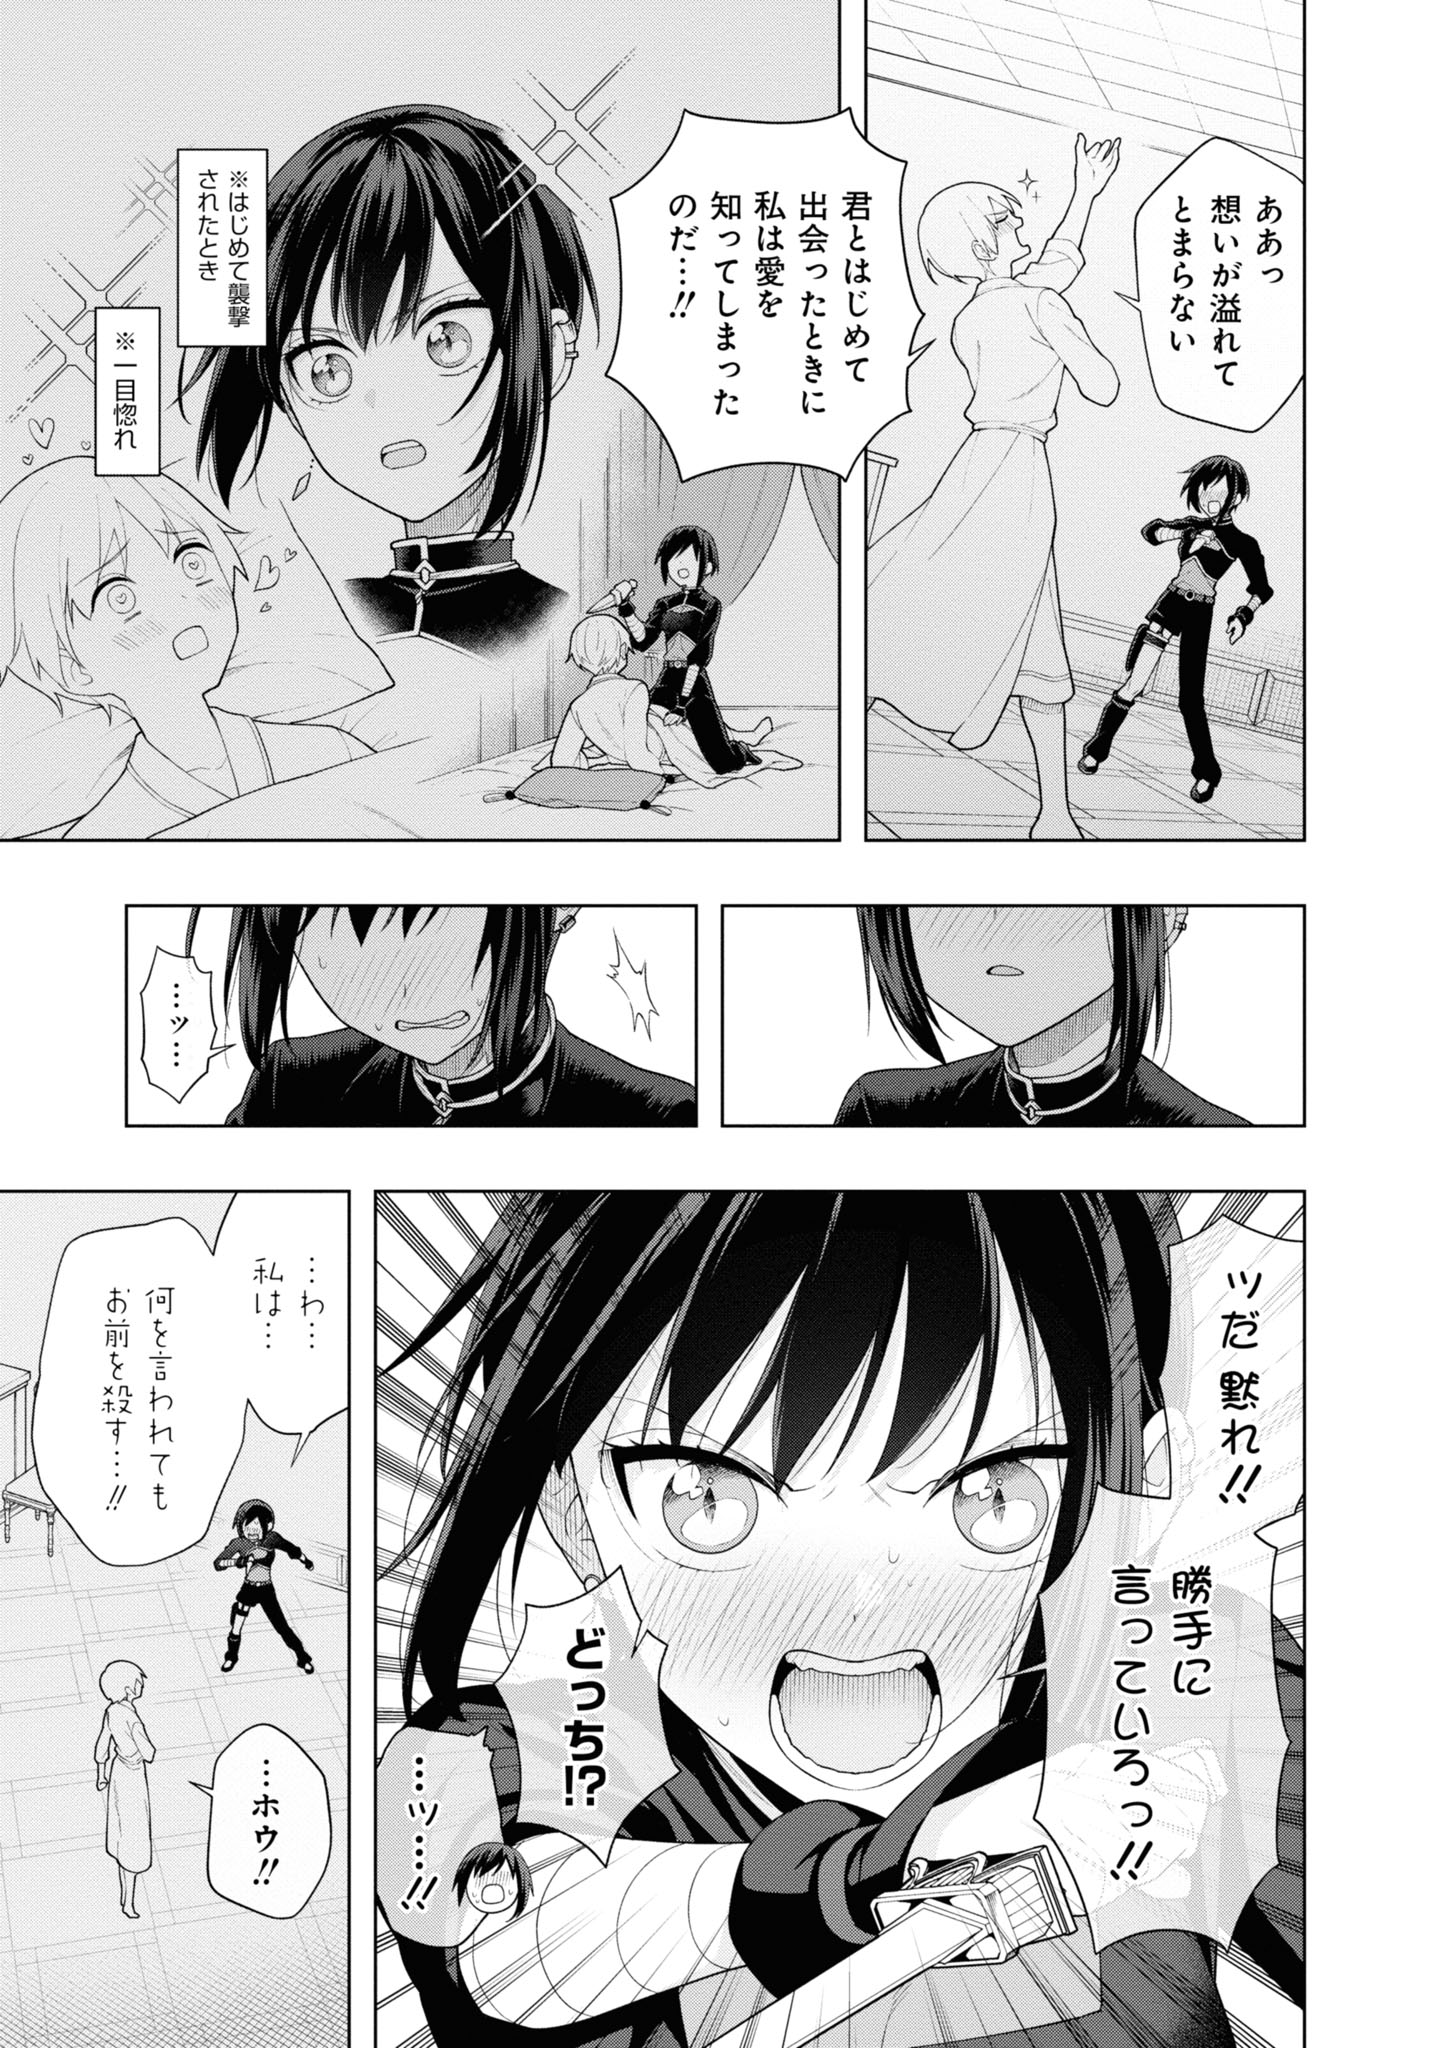 ああっ
想いが溢れて
とまらない
君とはじめて
出会ったときに
私は愛を
知ってしまった
のだ…!!
※はじめて襲撃
されたとき
※一目惚れ
…ッ…
ツだ黙れ!!
勝手に
言っていろっ!!
どっち!?
…ッ…!!
…わ…
私は…
何を言われても
お前を殺す…!!
…ホウ!!